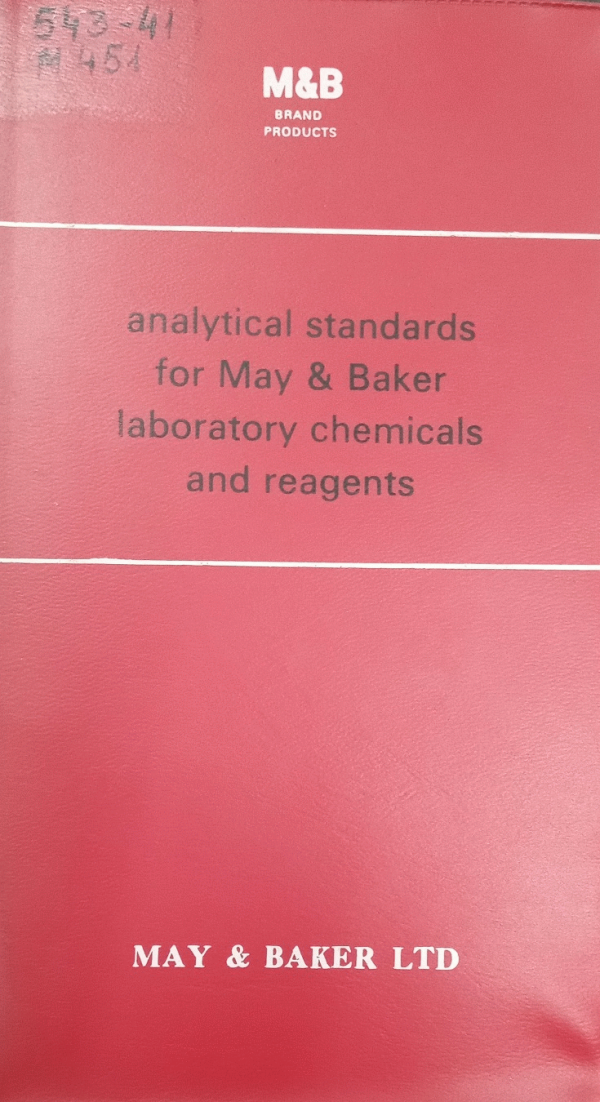 543-41
M 451
M&B
BRAND
PRODUCTS
analytical standards
for May & Baker
laboratory chemicals
and reagents
MAY & BAKER LTD